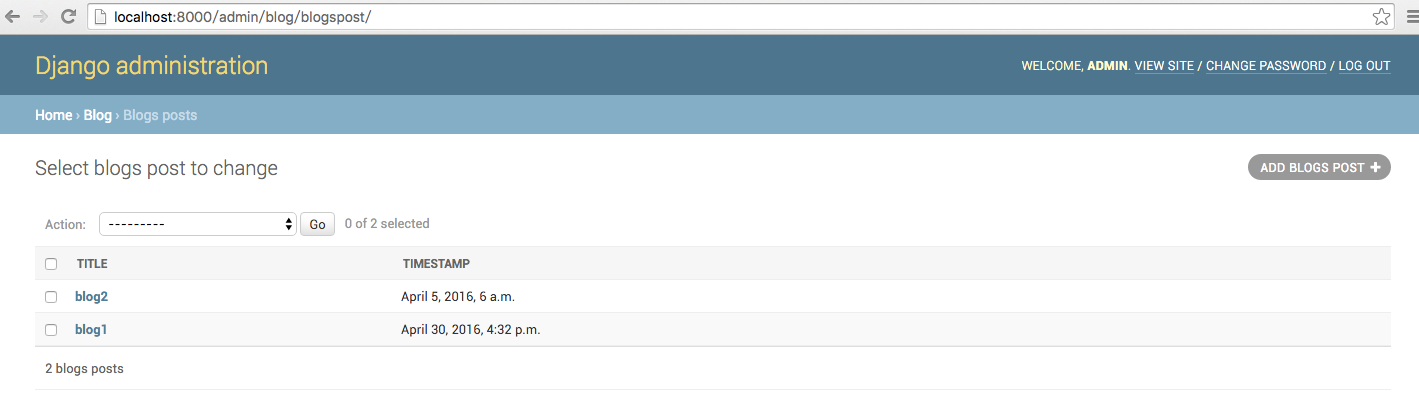 localhost:8000/admin/blog/blogspost/
Django administration
WELCOME, ADMIN. VIEW SITE / CHANGE PASSWORD / LOG OUT
Home › Blog › Blogs posts
Select blogs post to change
ADD BLOGS POST +
Action: --------- Go 0 of 2 selected
TITLE TIMESTAMP
blog2 April 5, 2016, 6 a.m.
blog1 April 30, 2016, 4:32 p.m.
2 blogs posts